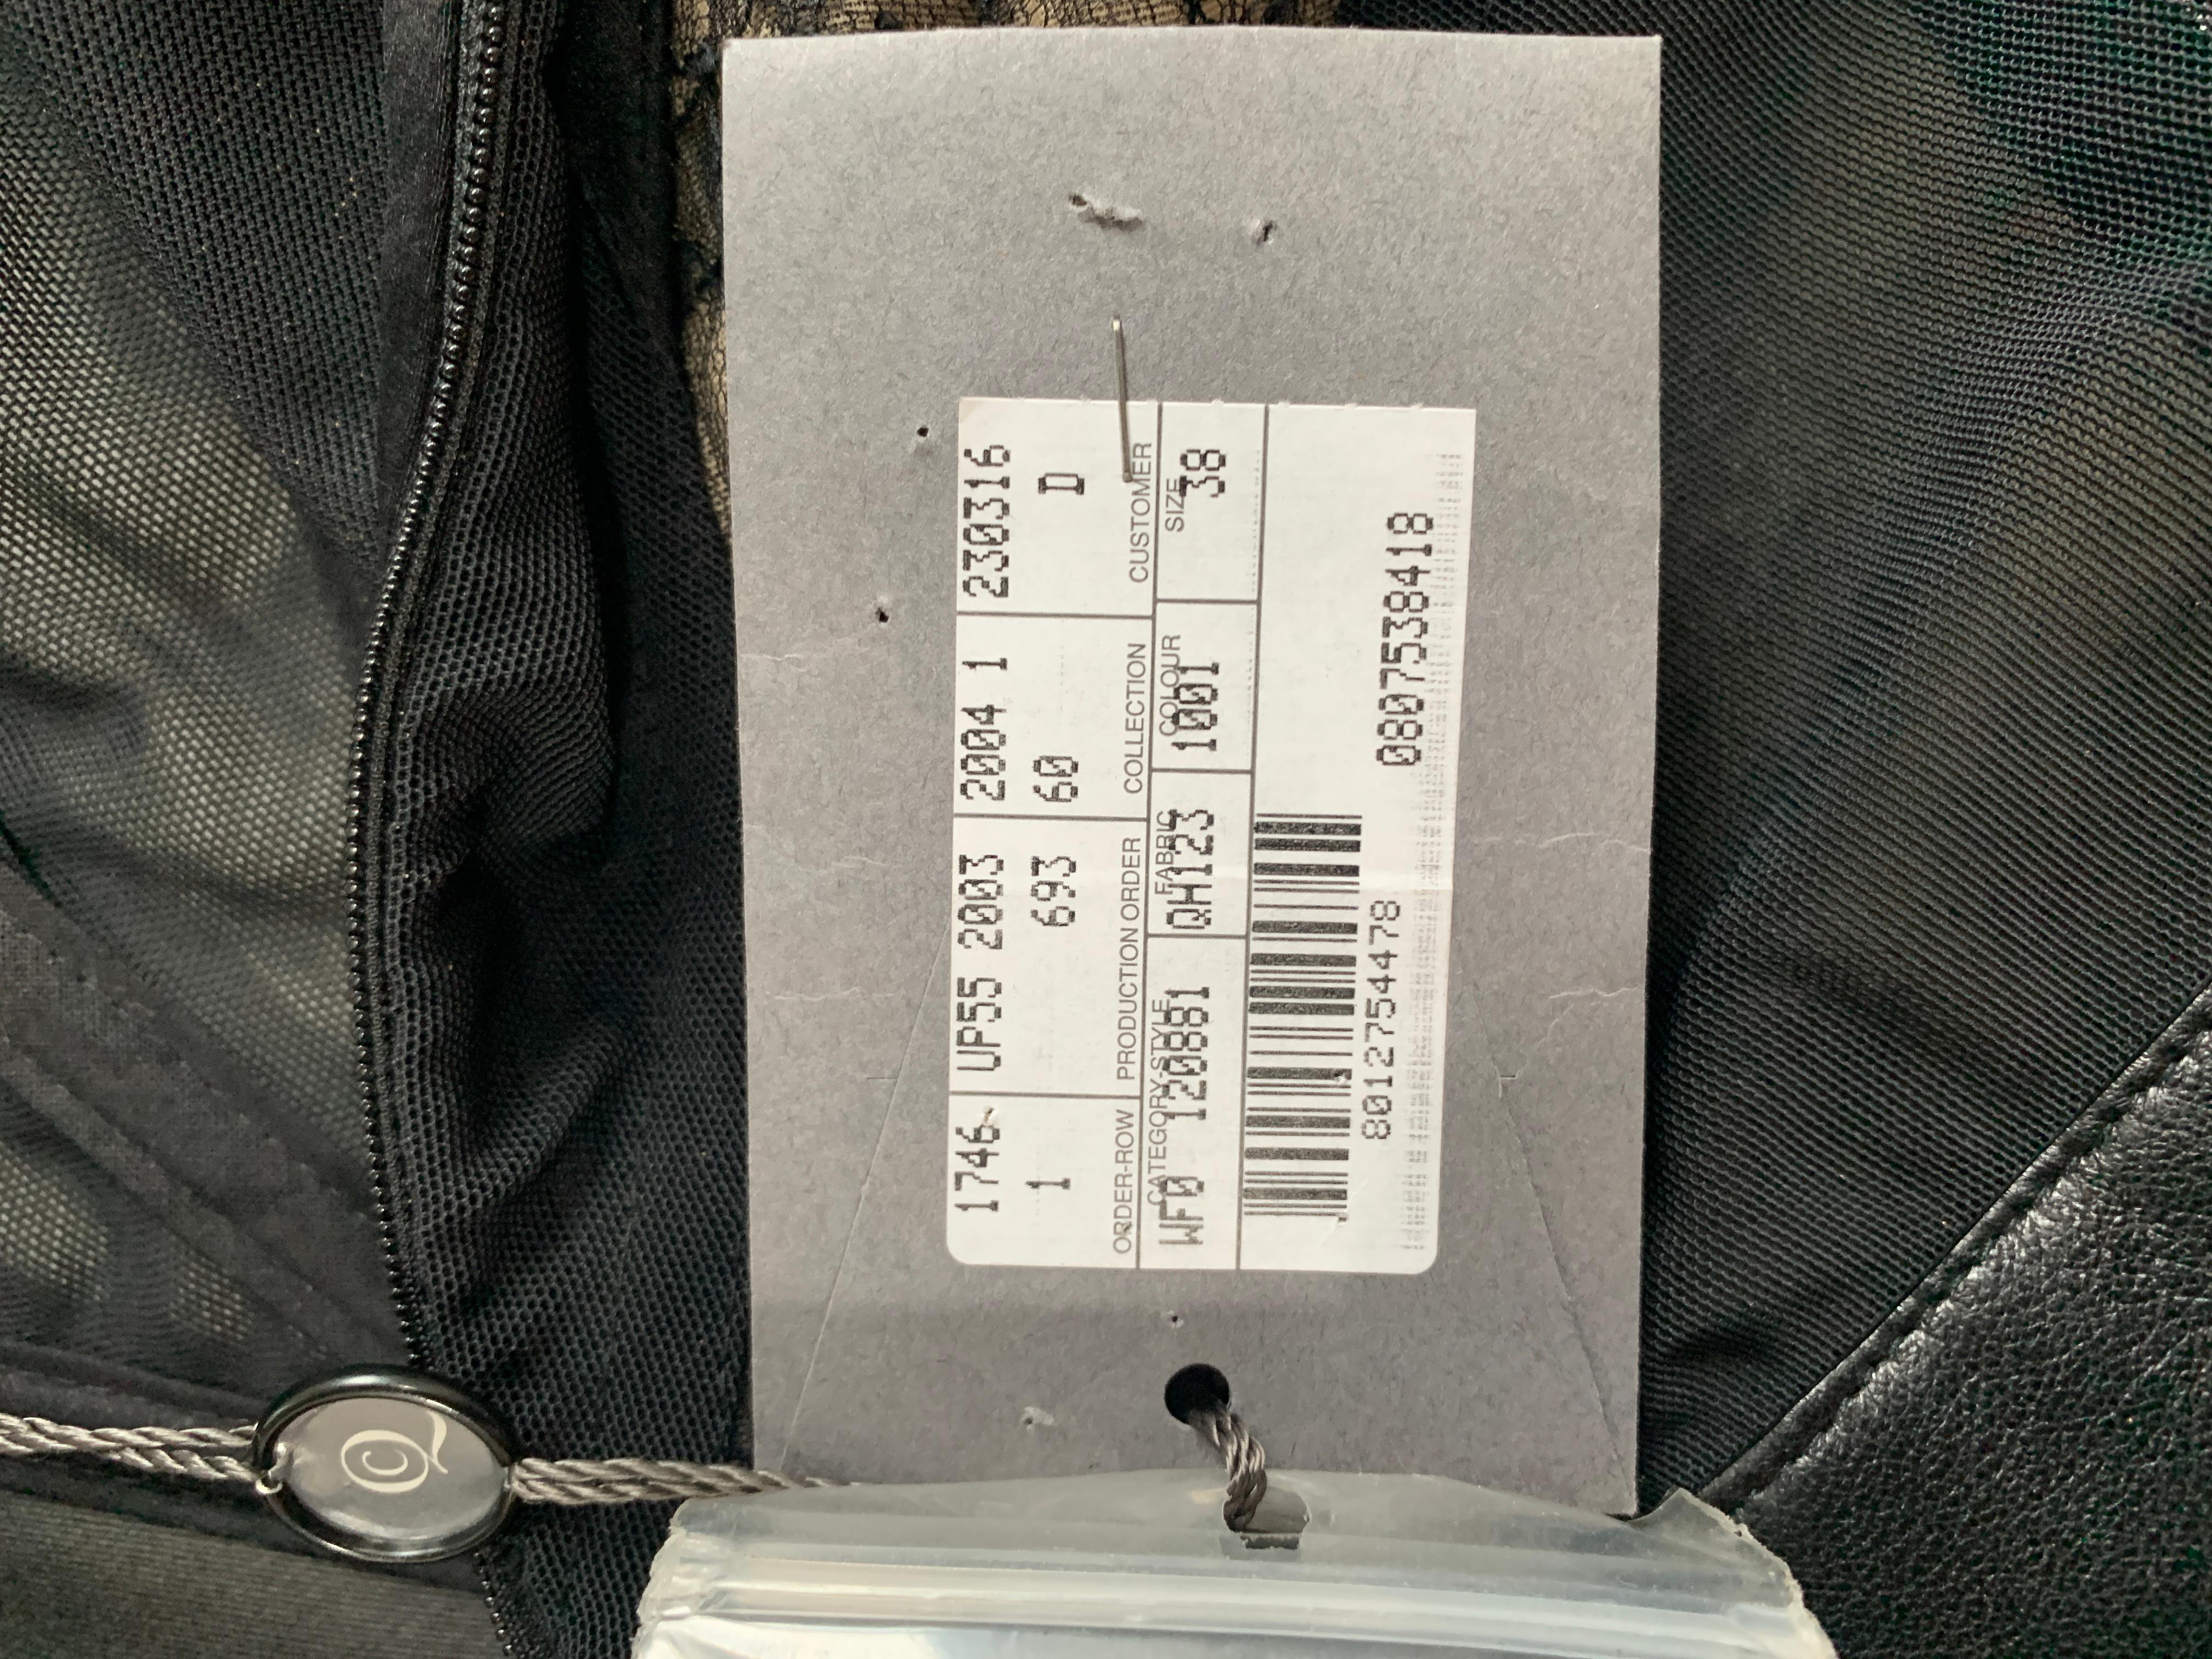 1746 UP55 2003 2004 1 230316
1 693 60 D
ORDER-ROW PRODUCTION ORDER COLLECTION CUSTOMER
CATEGORY-STYLE FABRIC COLOUR SIZE
WF0 120881 QH123 1001 38
8012754478 0807538418
Q